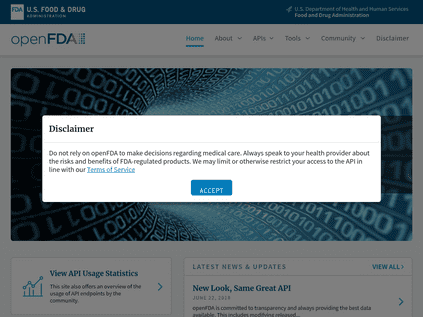 FDA U.S. FOOD & DRUG
ADMINISTRATION
U.S. Department of Health and Human Services
Food and Drug Administration
openFDA
Home About APIs Tools Community Disclaimer
Disclaimer
Do not rely on openFDA to make decisions regarding medical care. Always speak to your health provider about
the risks and benefits of FDA-regulated products. We may limit or otherwise restrict your access to the API in
line with our Terms of Service
ACCEPT
View API Usage Statistics
This site also offers an overview of the
usage of API endpoints by the
community.
LATEST NEWS & UPDATES
VIEW ALL
New Look, Same Great API
2019
openFDA is committed to transparency and always providing the best data
available. This includes modifying released...